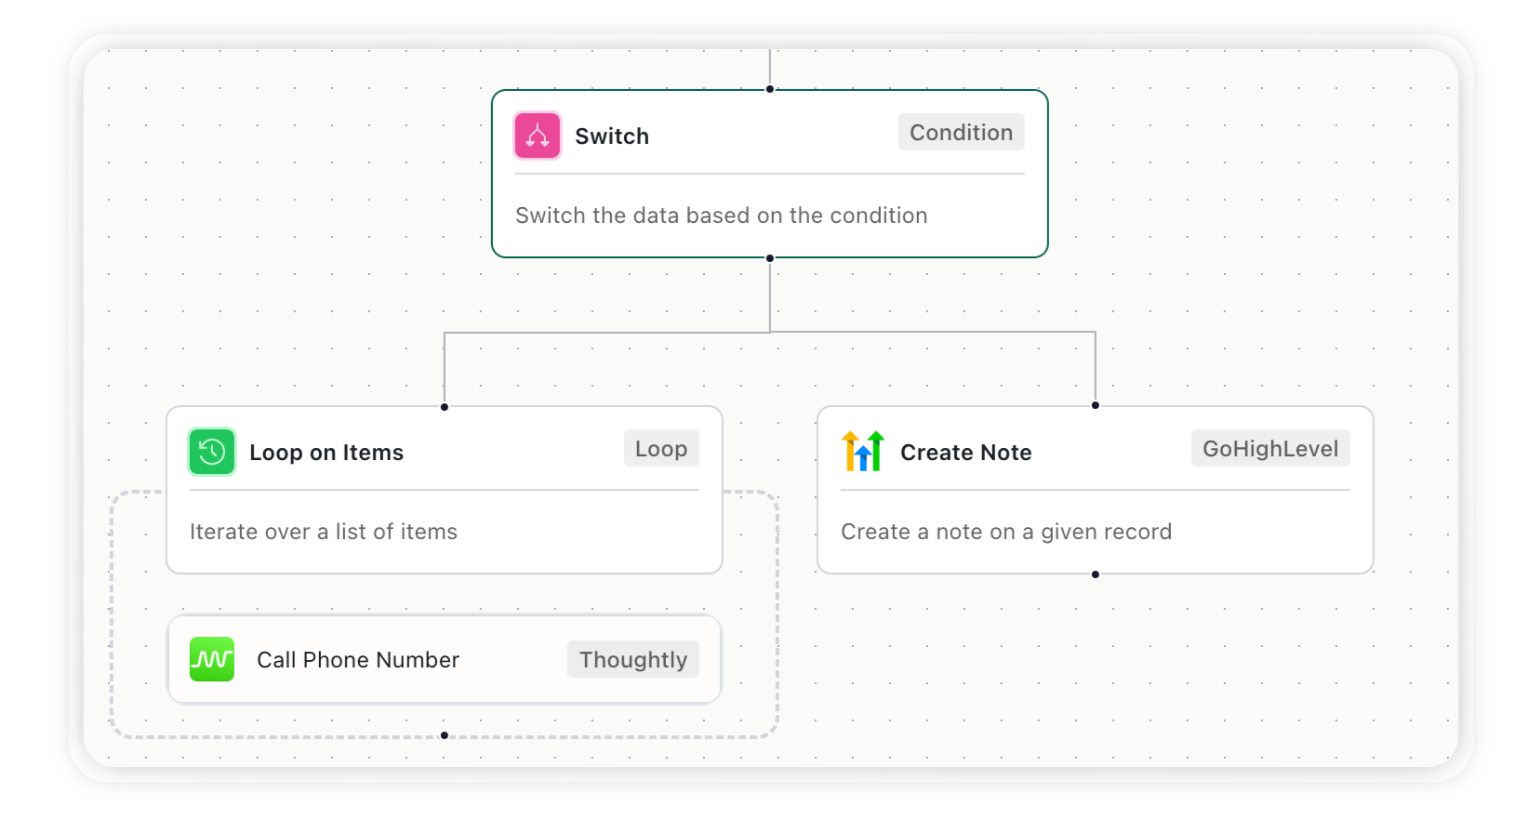 Switch
Condition
Switch the data based on the condition
Loop on Items
Loop
Iterate over a list of items
Call Phone Number
Thoughtly
Create Note
GoHighLevel
Create a note on a given record